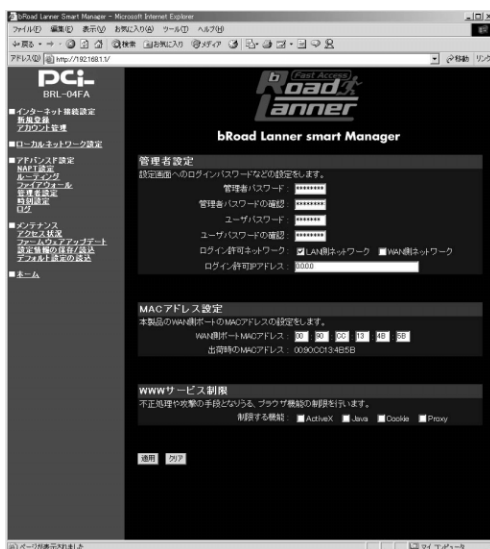 bRoad Lanner Smart Manager - Microsoft Internet Explorer
ファイル(F) 編集(E) 表示(V) お気に入り(A) ツール(T) ヘルプ(H)
戻る 検索 お気に入り メディア
アドレス(D) http://192.168.1.1/ 移動 リンク
PCi
BRL-04FA
■インターネット接続設定
新規登録
アカウント管理
■ローカルネットワーク設定
■アドバンスド設定
NAPT設定
ルーティング
ファイアウォール
管理者設定
時刻設定
ログ
■メンテナンス
アクセス状況
ファームウェアアップデート
設定情報の保存/読込
デフォルト設定の読込
■ホーム
b (Fast Access)
Road
Lanner
bRoad Lanner smart Manager
管理者設定
設定画面へのログインパスワードなどの設定をします。
管理者パスワード: ********
管理者パスワードの確認: ********
ユーザパスワード: ********
ユーザパスワードの確認: ********
ログイン許可ネットワーク: LAN側ネットワーク WAN側ネットワーク
ログイン許可IPアドレス: 0.0.0.0
MACアドレス設定
本製品のWAN側ポートのMACアドレスの設定をします。
WAN側ポートMACアドレス: 00 : 90 : CC : 13 : 4B : 5B
出荷時のMACアドレス: 00:90:CC:13:4B:5B
WWWサービス制限
不正処理や攻撃の手段となりうる、ブラウザ機能の制限を行います。
制限する機能: ActiveX Java Cookie Proxy
適用 クリア
ページが表示されました
マイ コンピュータ